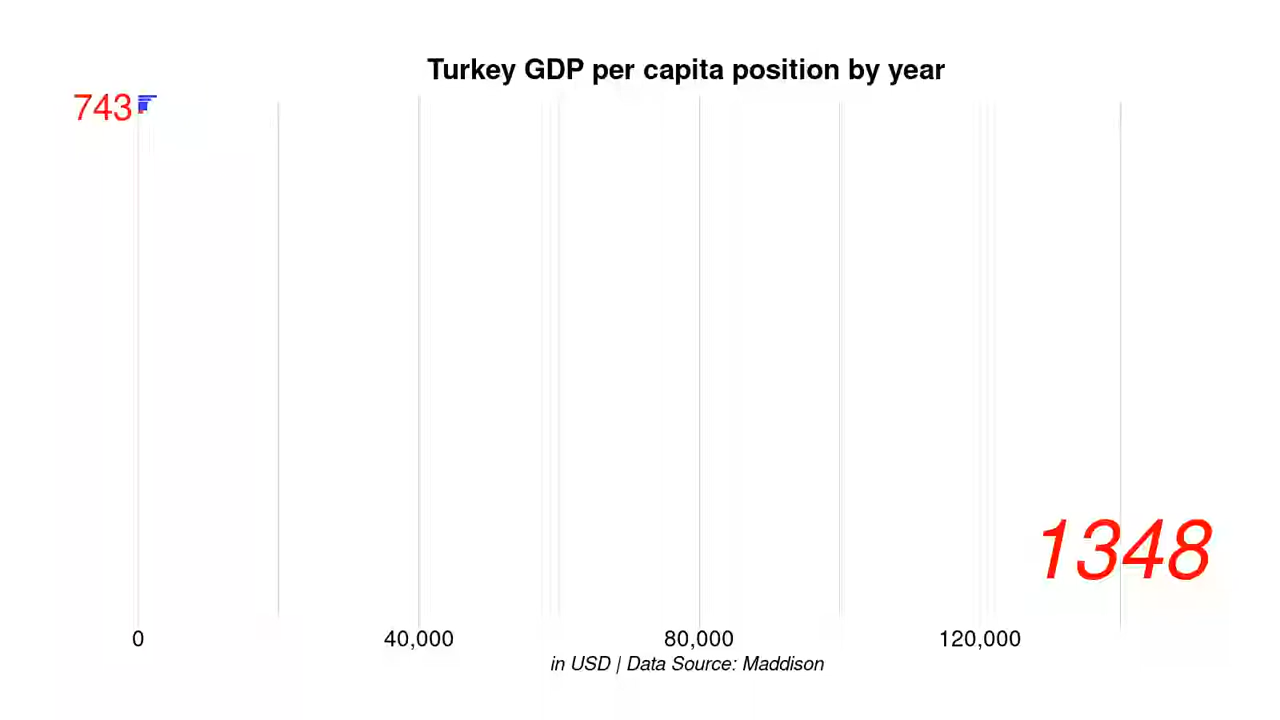 Turkey GDP per capita position by year
743
1348
0 40,000 80,000 120,000
in USD | Data Source: Maddison